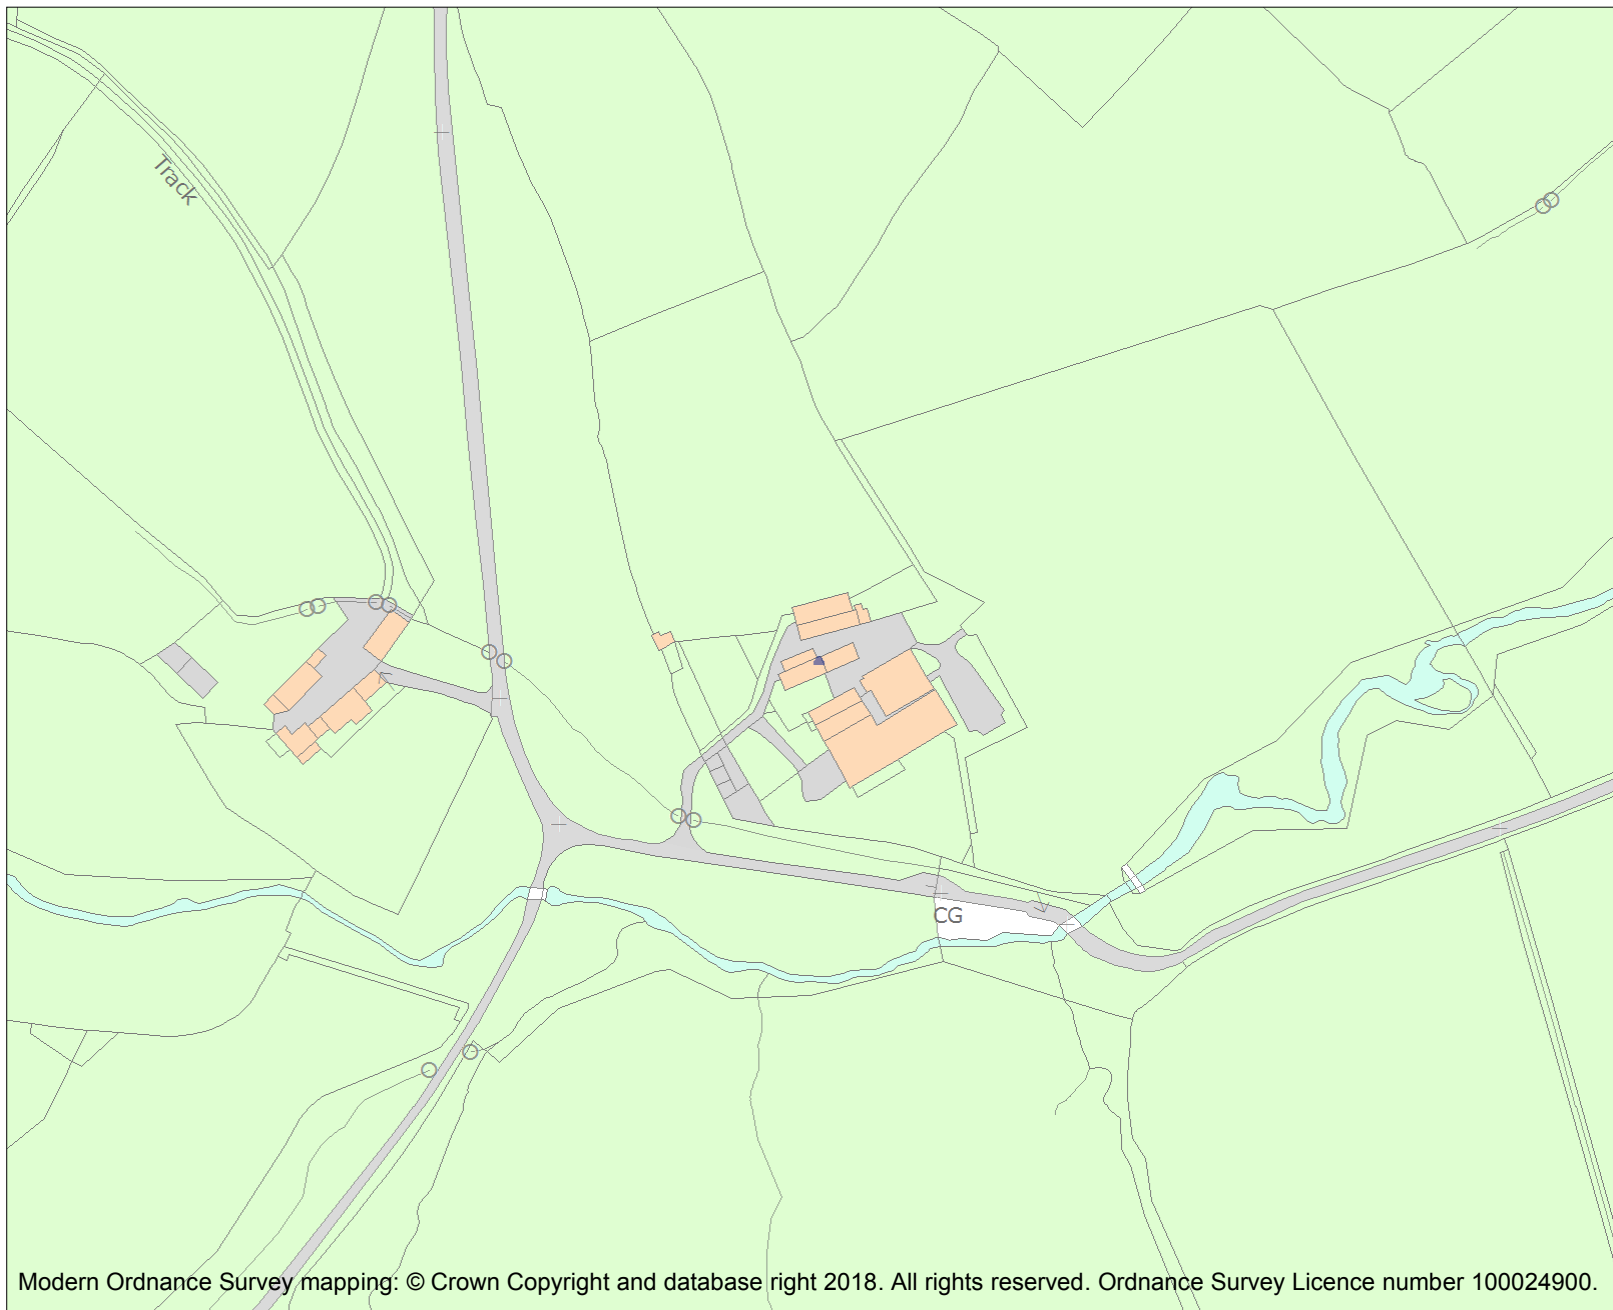 Track
CG
Modern Ordnance Survey mapping: © Crown Copyright and database right 2018. All rights reserved. Ordnance Survey Licence number 100024900.